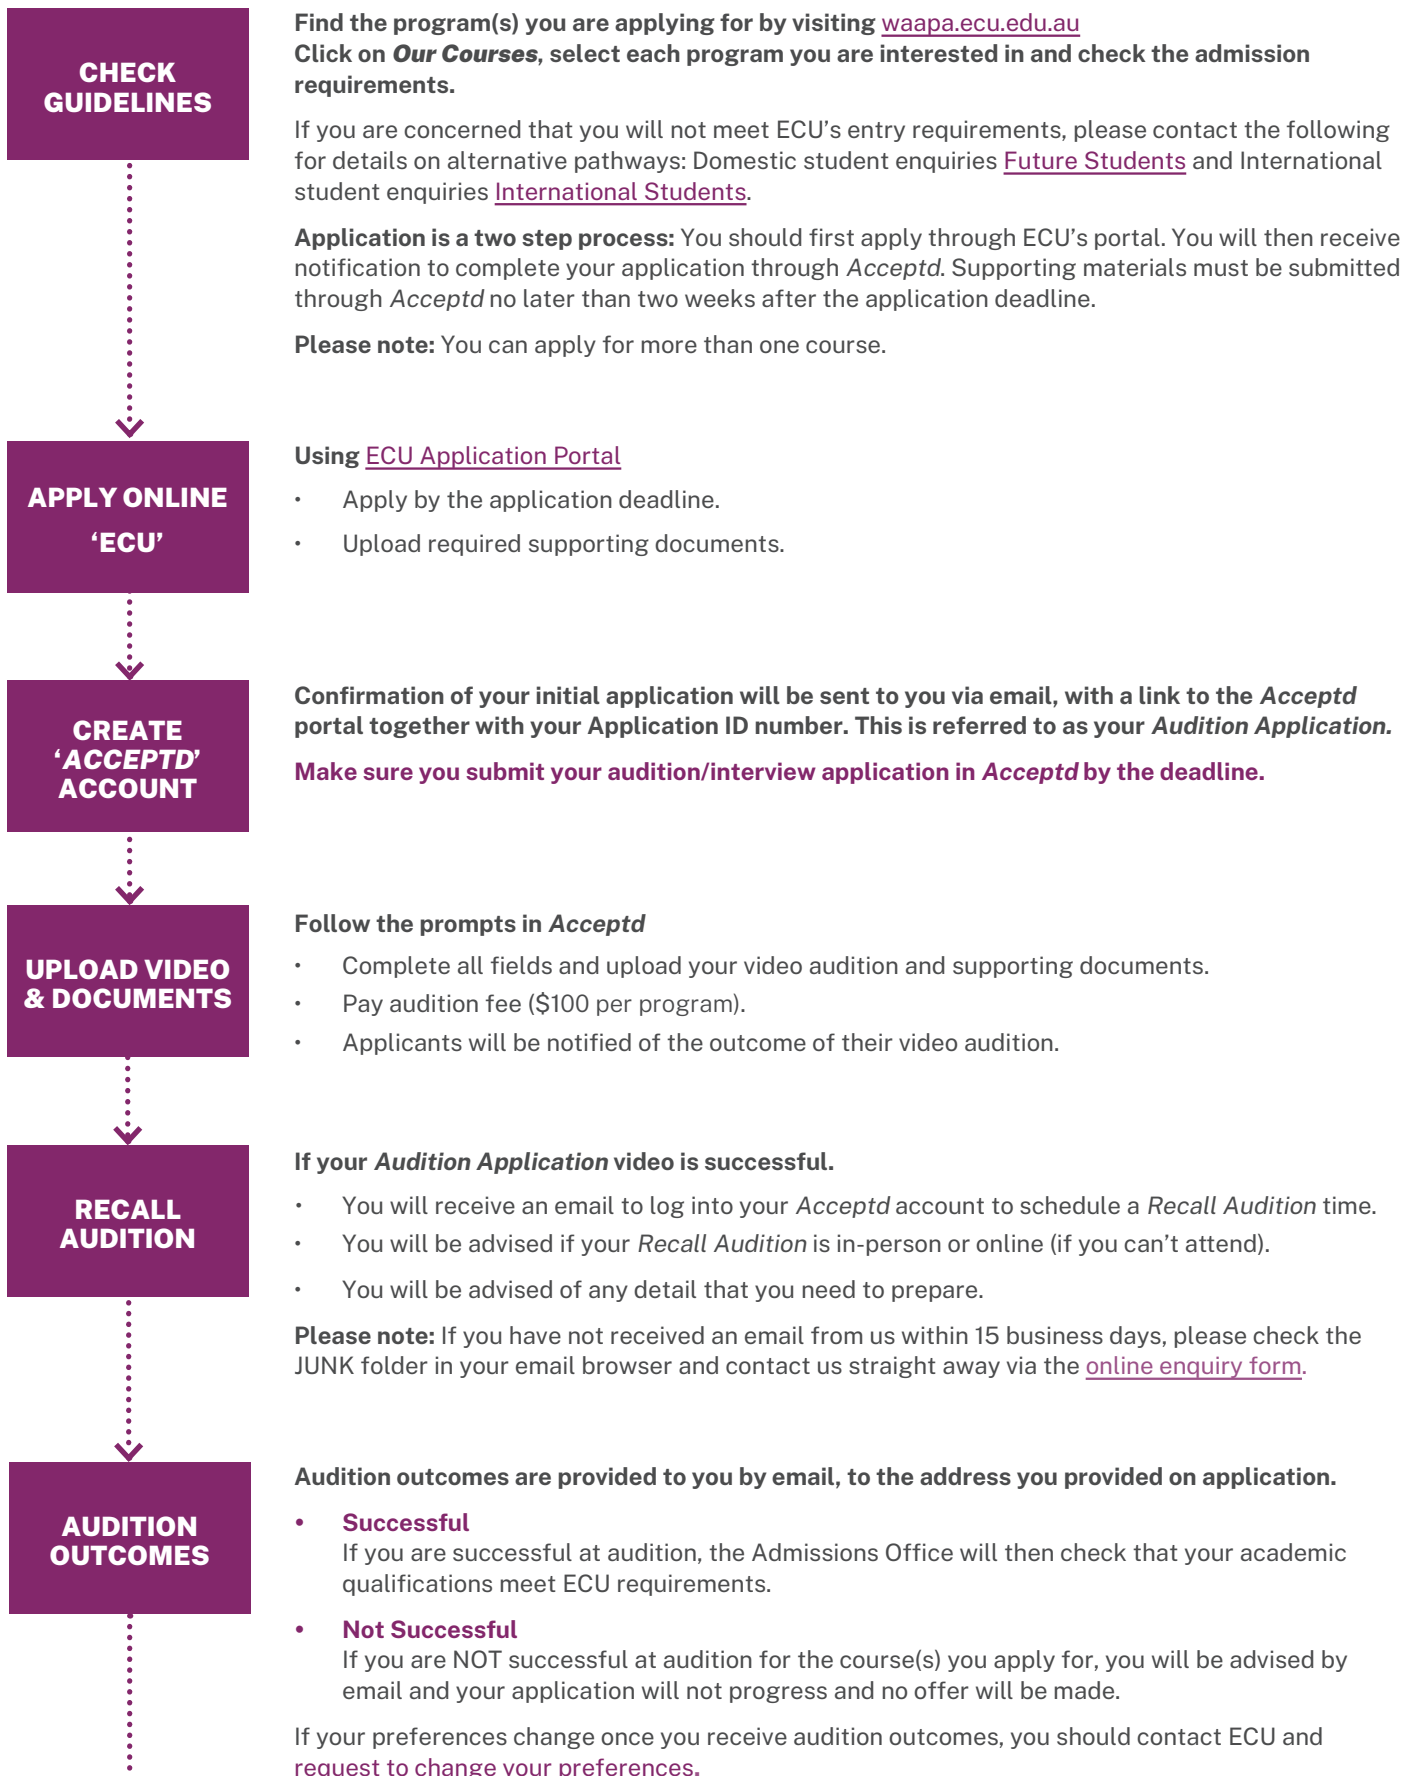 CHECK
GUIDELINES
Find the program(s) you are applying for by visiting waapa.ecu.edu.au
Click on Our Courses, select each program you are interested in and check the admission
requirements.
If you are concerned that you will not meet ECU's entry requirements, please contact the following
for details on alternative pathways: Domestic student enquiries Future Students and International
student enquiries International Students.
Application is a two step process: You should first apply through ECU's portal. You will then receive
notification to complete your application through Acceptd. Supporting materials must be submitted
through Acceptd no later than two weeks after the application deadline.
Please note: You can apply for more than one course.
APPLY ONLINE
‘ECU’
Using ECU Application Portal
• Apply by the application deadline.
• Upload required supporting documents.
CREATE
‘ACCEPTD’
ACCOUNT
Confirmation of your initial application will be sent to you via email, with a link to the Acceptd
portal together with your Application ID number. This is referred to as your Audition Application.
Make sure you submit your audition/interview application in Acceptd by the deadline.
UPLOAD VIDEO
& DOCUMENTS
Follow the prompts in Acceptd
• Complete all fields and upload your video audition and supporting documents.
• Pay audition fee ($100 per program).
• Applicants will be notified of the outcome of their video audition.
RECALL
AUDITION
If your Audition Application video is successful.
• You will receive an email to log into your Acceptd account to schedule a Recall Audition time.
• You will be advised if your Recall Audition is in-person or online (if you can't attend).
• You will be advised of any detail that you need to prepare.
Please note: If you have not received an email from us within 15 business days, please check the
JUNK folder in your email browser and contact us straight away via the online enquiry form.
AUDITION
OUTCOMES
Audition outcomes are provided to you by email, to the address you provided on application.
• Successful
If you are successful at audition, the Admissions Office will then check that your academic
qualifications meet ECU requirements.
• Not Successful
If you are NOT successful at audition for the course(s) you apply for, you will be advised by
email and your application will not progress and no offer will be made.
If your preferences change once you receive audition outcomes, you should contact ECU and
request to change your preferences.